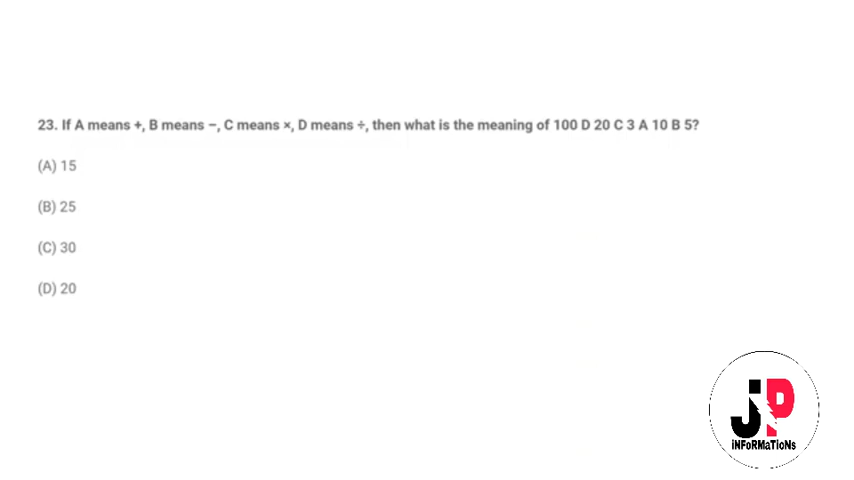 23. If A means +, B means −, C means ×, D means ÷, then what is the meaning of 100 D 20 C 3 A 10 B 5?
(A) 15
(B) 25
(C) 30
(D) 20
JP
iNFoRMaTioNs